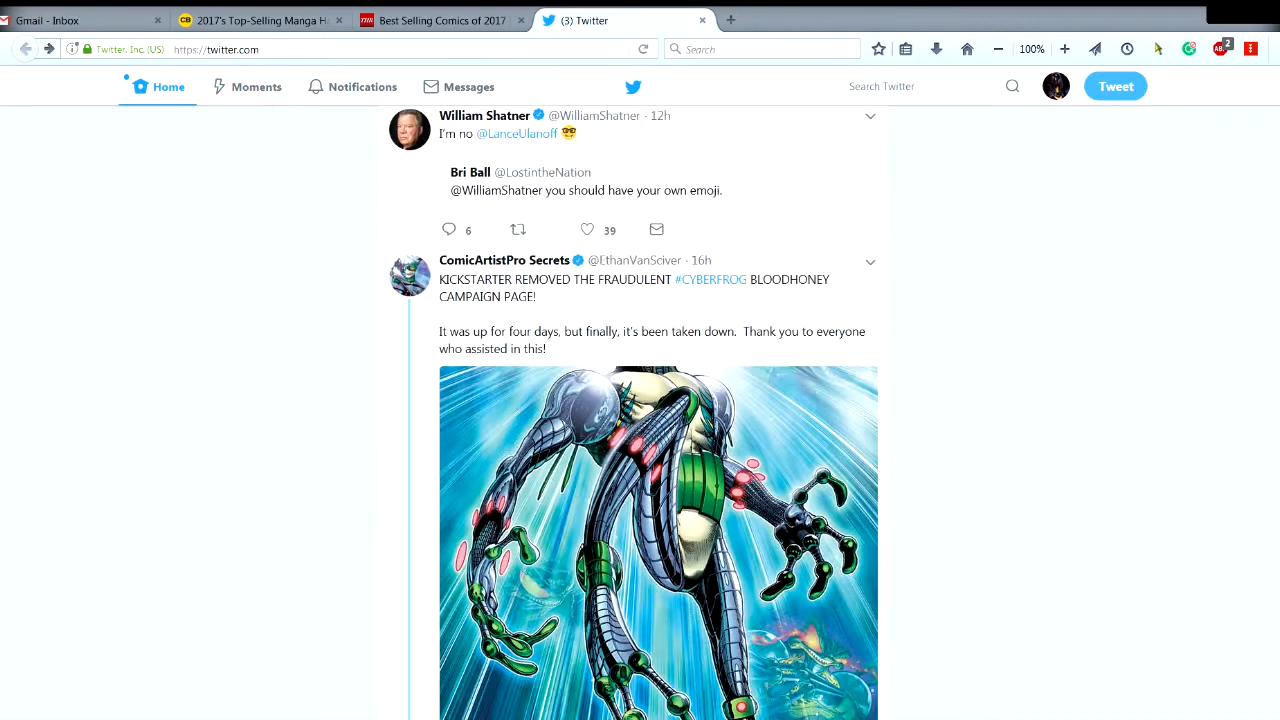 Gmail - Inbox
2017's Top-Selling Manga H
THR Best Selling Comics of 2017
(3) Twitter
Twitter, Inc. (US) https://twitter.com
Search
100%
2
Home
Moments
Notifications
Messages
Search Twitter
Tweet
William Shatner @WilliamShatner · 12h
I'm no @LanceUlanoff 🤓
Bri Ball @LostintheNation
@WilliamShatner you should have your own emoji.
6 39
ComicArtistPro Secrets @EthanVanSciver · 16h
KICKSTARTER REMOVED THE FRAUDULENT #CYBERFROG BLOODHONEY
CAMPAIGN PAGE!
It was up for four days, but finally, it's been taken down. Thank you to everyone
who assisted in this!